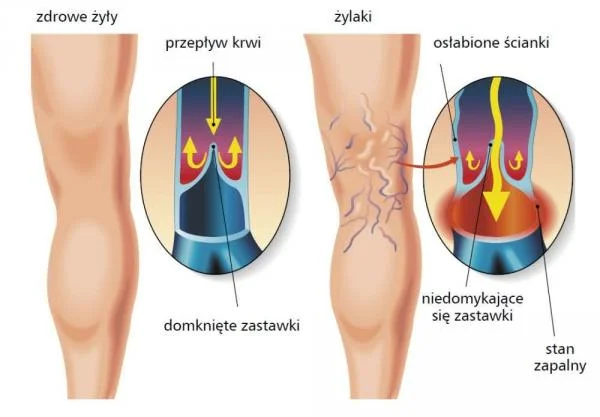 zdrowe żyły
przepływ krwi
domknięte zastawki
żylaki
osłabione ścianki
niedomykające
się zastawki
stan
zapalny